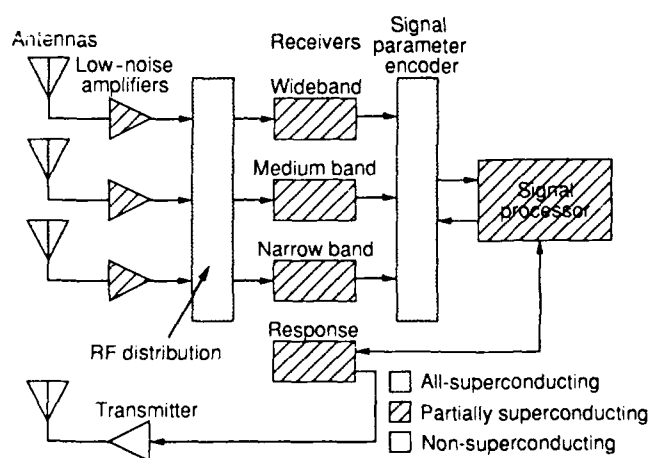 Antennas
Low-noise
amplifiers
Receivers
Signal
parameter
encoder
Wideband
Medium band
Narrow band
Signal
processor
RF distribution
Response
Transmitter
All-superconducting
Partially superconducting
Non-superconducting